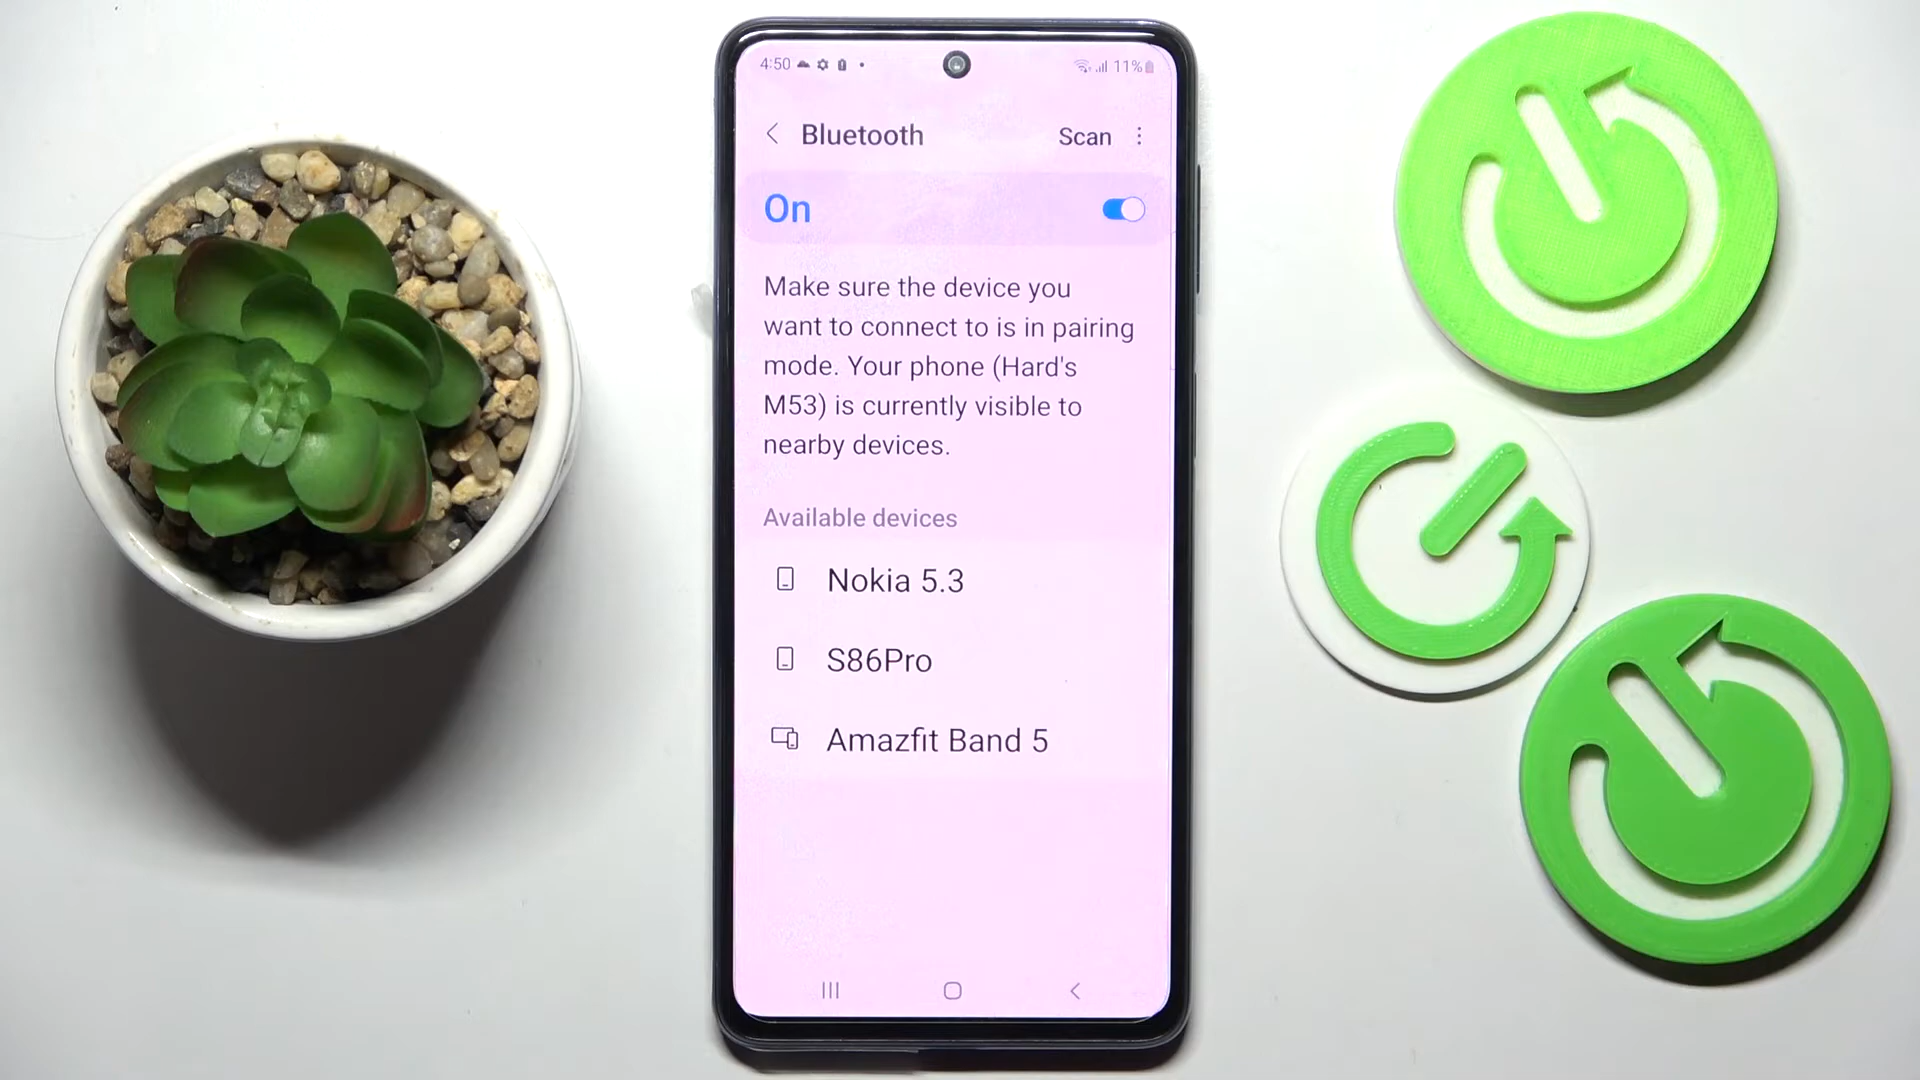 4:50
11%
Bluetooth
Scan
On
Make sure the device you
want to connect to is in pairing
mode. Your phone (Hard's
M53) is currently visible to
nearby devices.
Available devices
Nokia 5.3
S86Pro
Amazfit Band 5